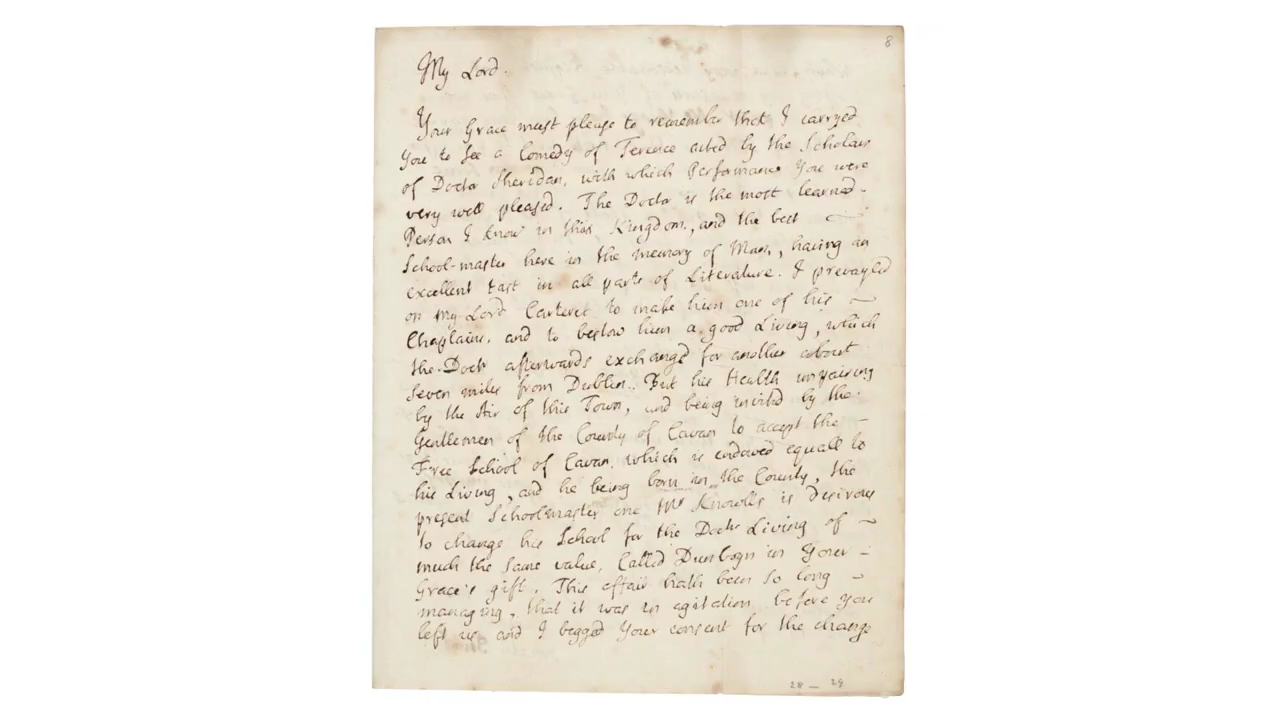 8
My Lord.
Your Grace must please to remember that I carryed
You to See a Comedy of Terence acted by the Scholars
of Doctor Sheridan, with which Performance You were
very well pleased. The Doctor is the most learned
Person I know in this Kingdom, and the best
School-master here in the memory of Man, having an
excellent tast in all parts of Literature. I prevayled
on my Lord Carteret to make him one of his
Chaplains, and to bestow him a good Living, which
the Doctr afterwards exchanged for another about
Seven miles from Dublin. But his Health impairing
by the Air of this Town, and being invited by the
Gentlemen of the County of Cavan to accept the
Free School of Cavan, which is endowed equall to
his Living, and he being born in the County, the
present Schoolmaster one Mr Knowlls is desirous
to change his School for the Doctr Living of
much the same value, Called Dunbogn in Your
Grace's gift. This affair hath been so long
managing, that it was in agitation before you
left us and I begged Your consent for the change
28 — 29